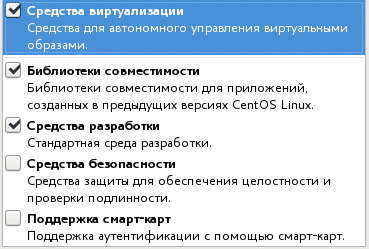 Средства виртуализации
Средства для автономного управления виртуальными
образами.
Библиотеки совместимости
Библиотеки совместимости для приложений,
созданных в предыдущих версиях CentOS Linux.
Средства разработки
Стандартная среда разработки.
Средства безопасности
Средства защиты для обеспечения целостности и
проверки подлинности.
Поддержка смарт-карт
Поддержка аутентификации с помощью смарт-карт.